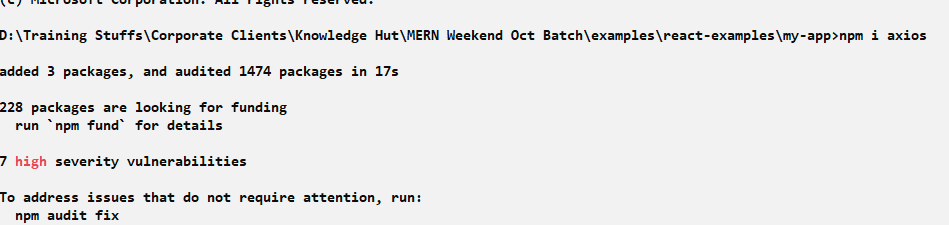 (c) Microsoft Corporation. All rights reserved.
D:\Training Stuffs\Corporate Clients\Knowledge Hut\MERN Weekend Oct Batch\examples\react-examples\my-app>npm i axios
added 3 packages, and audited 1474 packages in 17s
228 packages are looking for funding
  run `npm fund` for details
7 high severity vulnerabilities
To address issues that do not require attention, run:
  npm audit fix